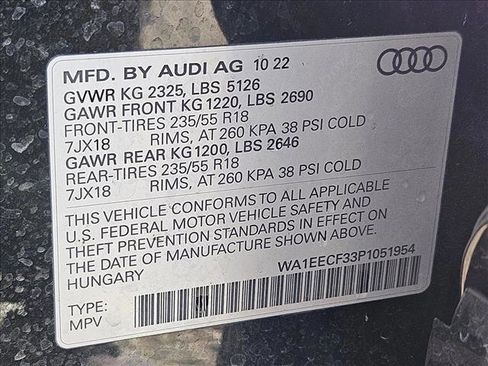 MFD. BY AUDI AG 10 22
GVWR KG 2325, LBS 5126
GAWR FRONT KG 1220, LBS 2690
FRONT-TIRES 235/55 R18
7JX18 RIMS, AT 260 KPA 38 PSI COLD
GAWR REAR KG 1200, LBS 2646
REAR-TIRES 235/55 R18
7JX18 RIMS, AT 260 KPA 38 PSI COLD
THIS VEHICLE CONFORMS TO ALL APPLICABLE
U.S. FEDERAL MOTOR VEHICLE SAFETY AND
THEFT PREVENTION STANDARDS IN EFFECT ON
THE DATE OF MANUFACTURE SHOWN ABOVE.
HUNGARY WA1EECF33P1051954
TYPE:
MPV